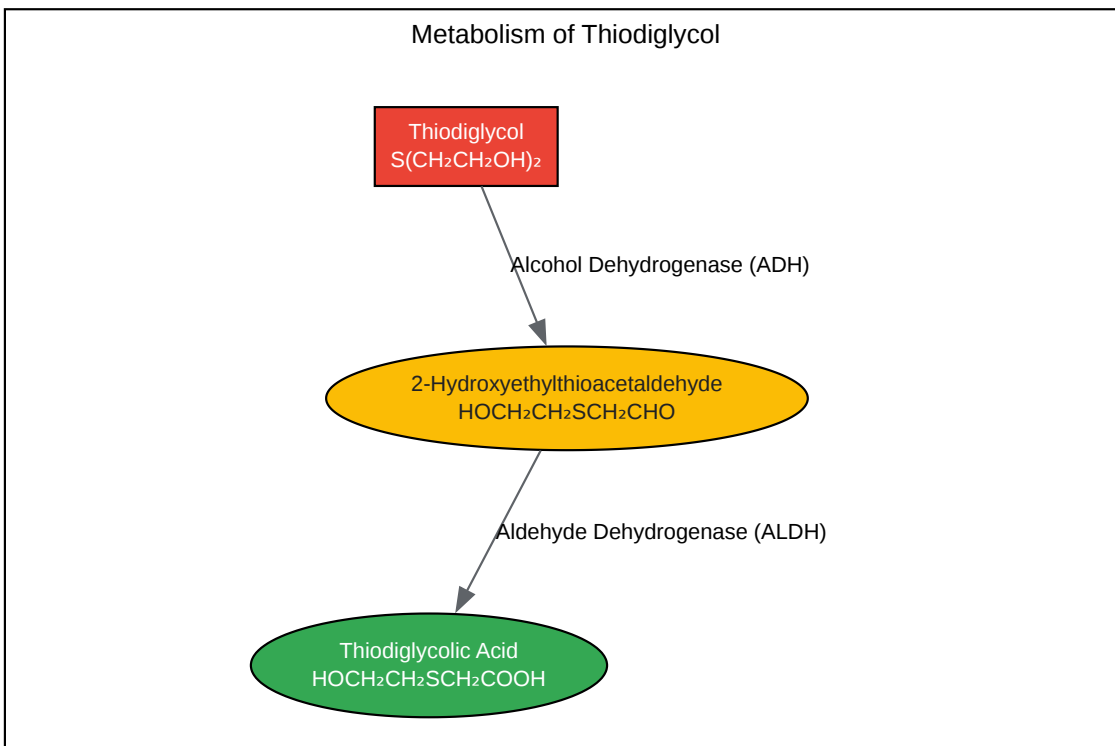 Metabolism of Thiodiglycol
Thiodiglycol
S(CH₂CH₂OH)₂
Alcohol Dehydrogenase (ADH)
2-Hydroxyethylthioacetaldehyde
HOCH₂CH₂SCH₂CHO
Aldehyde Dehydrogenase (ALDH)
Thiodiglycolic Acid
HOCH₂CH₂SCH₂COOH